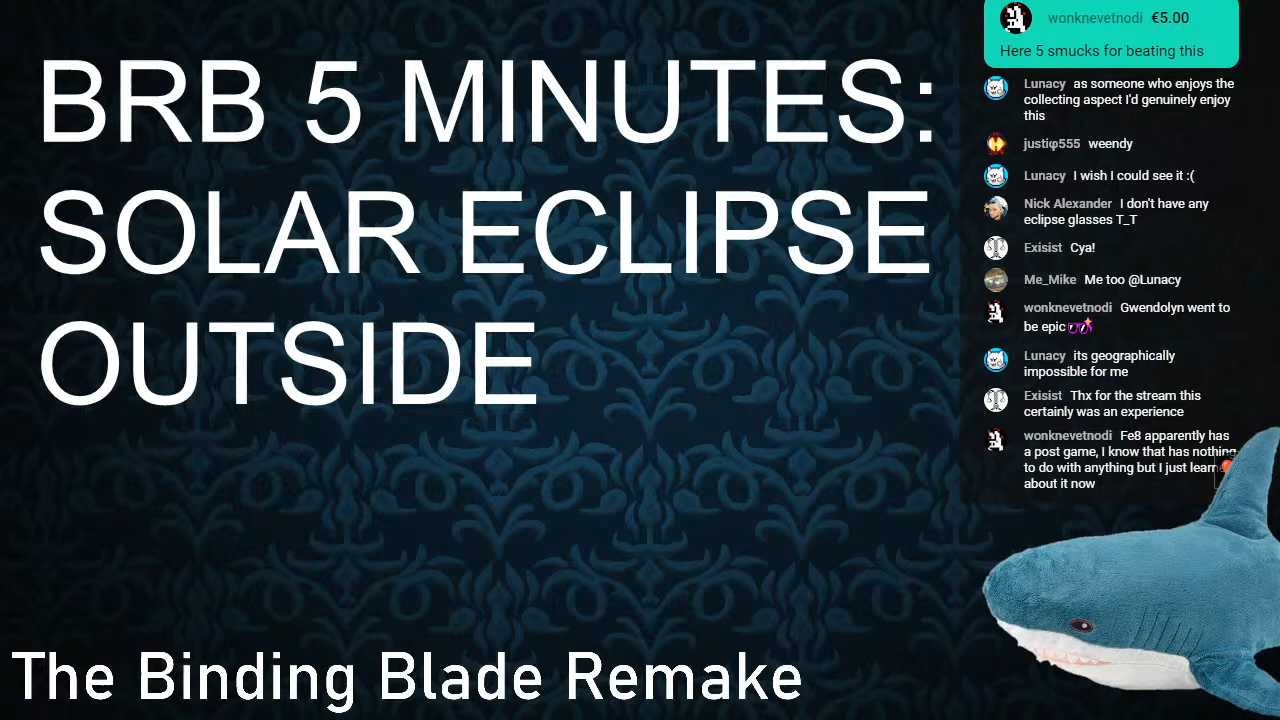 BRB 5 MINUTES:
SOLAR ECLIPSE
OUTSIDE
The Binding Blade Remake
wonknevetnodi €5.00
Here 5 smucks for beating this
Lunacy as someone who enjoys the
collecting aspect I'd genuinely enjoy
this
justiφ555 weendy
Lunacy I wish I could see it :(
Nick Alexander I don't have any
eclipse glasses T_T
Exisist Cya!
Me_Mike Me too @Lunacy
wonknevetnodi Gwendolyn went to
be epic
Lunacy its geographically
impossible for me
Exisist Thx for the stream this
certainly was an experience
wonknevetnodi Fe8 apparently has
a post game, I know that has nothing
to do with anything but I just
about it now